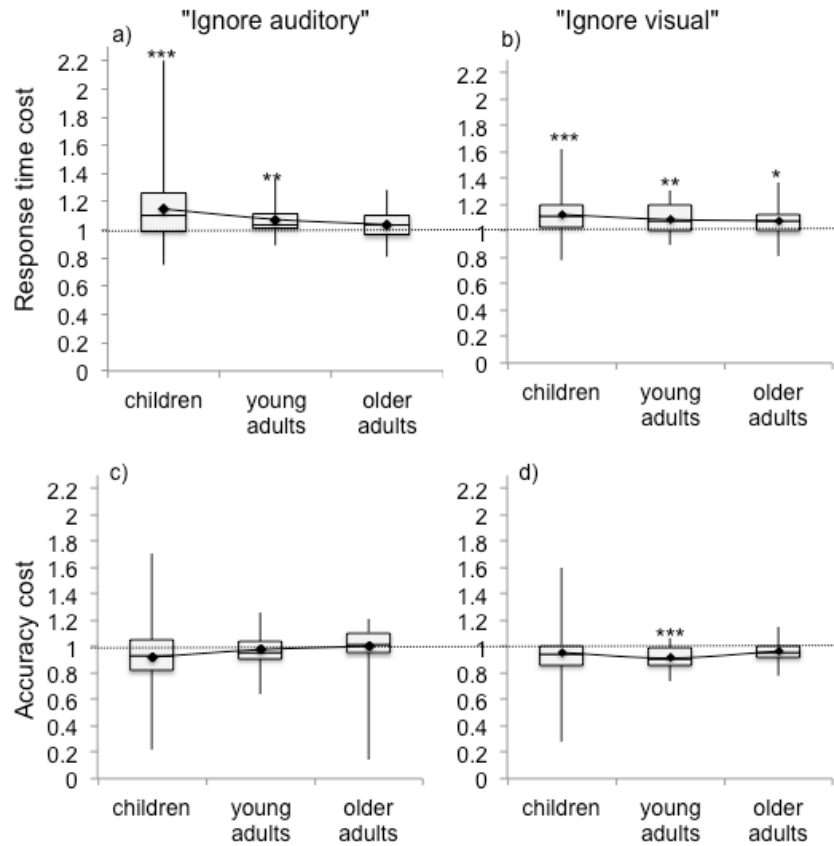 "Ignore auditory"
"Ignore visual"
a)
Response time cost
2.2
2
1.8
1.6
1.4
1.2
1
0.8
0.6
0.4
0.2
0
***
**
children
young
adults
older
adults
b)
2.2
2
1.8
1.6
1.4
1.2
1
0.8
0.6
0.4
0.2
0
***
**
*
children
young
adults
older
adults
c)
Accuracy cost
2.2
2
1.8
1.6
1.4
1.2
1
0.8
0.6
0.4
0.2
0
children
young
adults
older
adults
d)
2.2
2
1.8
1.6
1.4
1.2
1
0.8
0.6
0.4
0.2
0
***
children
young
adults
older
adults